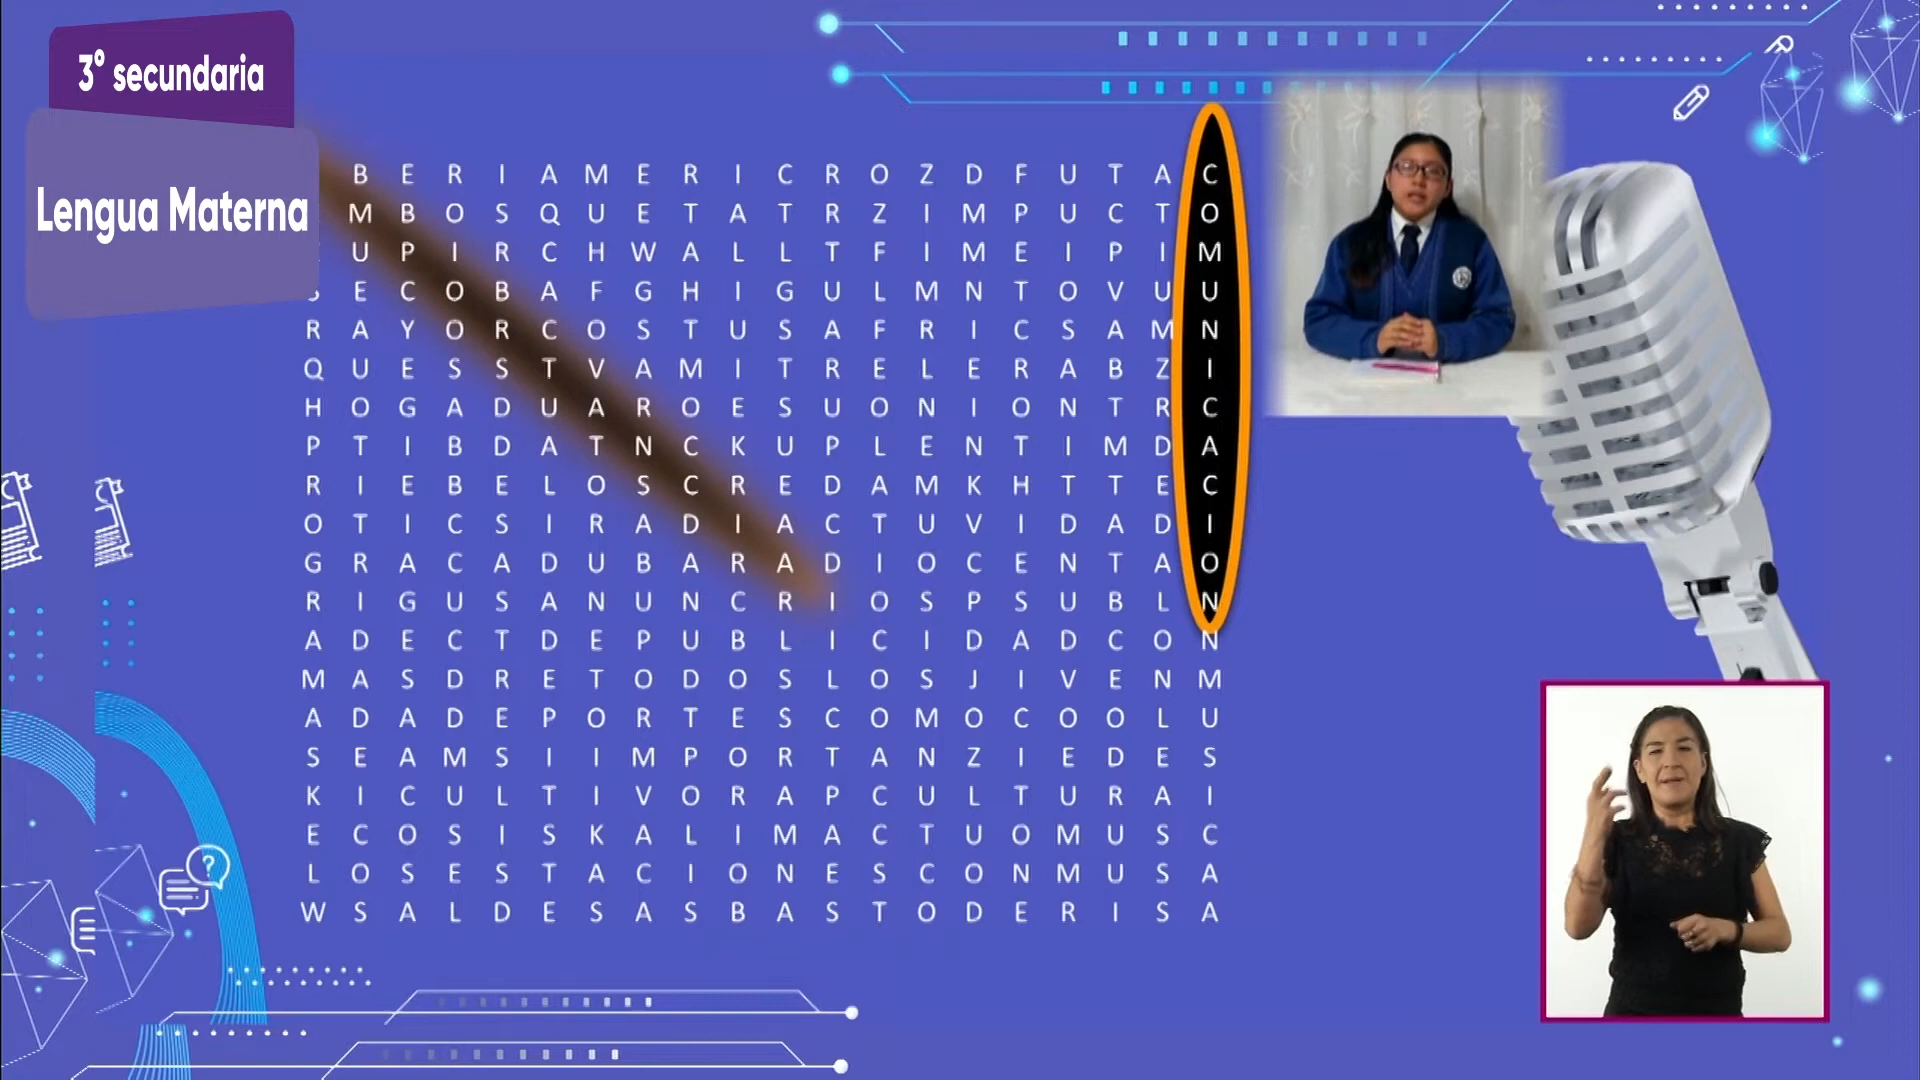 3° secundaria
Lengua Materna
B E R I A M E R I C R O Z D F U T A C
M B O S Q U E T A T R Z I M P U C T O
U P I R C H W A L L T F I M E I P I M
E C O B A F G H I G U L M N T O V U U
R A Y O R C O S T U S A F R I C S A M N
Q U E S S T V A M I T R E L E R A B Z I
H O G A D U A R O E S U O N I O N T R C
P T I B D A T N C K U P L E N T I M D A
R I E B E L O S C R E D A M K H T T E C
O T I C S I R A D I A C T U V I D A D I
G R A C A D U B A R A D I O C E N T A O
R I G U S A N U N C R I O S P S U B L N
A D E C T D E P U B L I C I D A D C O N
M A S D R E T O D O S L O S J I V E N M
A D A D E P O R T E S C O M O C O O L U
S E A M S I I M P O R T A N Z I E D E S
K I C U L T I V O R A P C U L T U R A I
E C O S I S K A L I M A C T U O M U S C
L O S E S T A C I O N E S C O N M U S A
W S A L D E S A S B A S T O D E R I S A